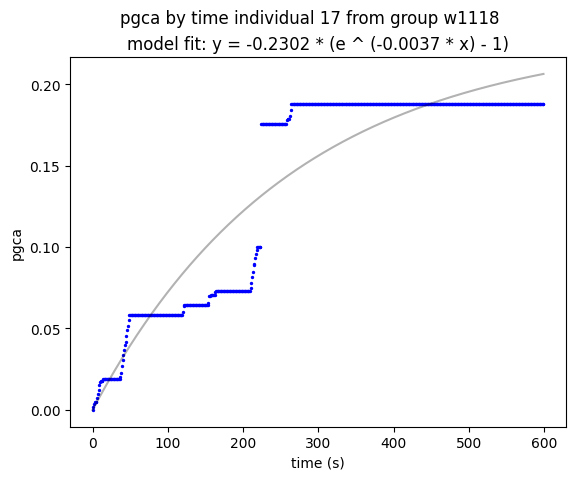 pgca by time individual 17 from group w1118
model fit: y = -0.2302 * (e ^ (-0.0037 * x) - 1)
0.20
0.15
0.10
0.05
0.00
pgca
0 100 200 300 400 500 600
time (s)